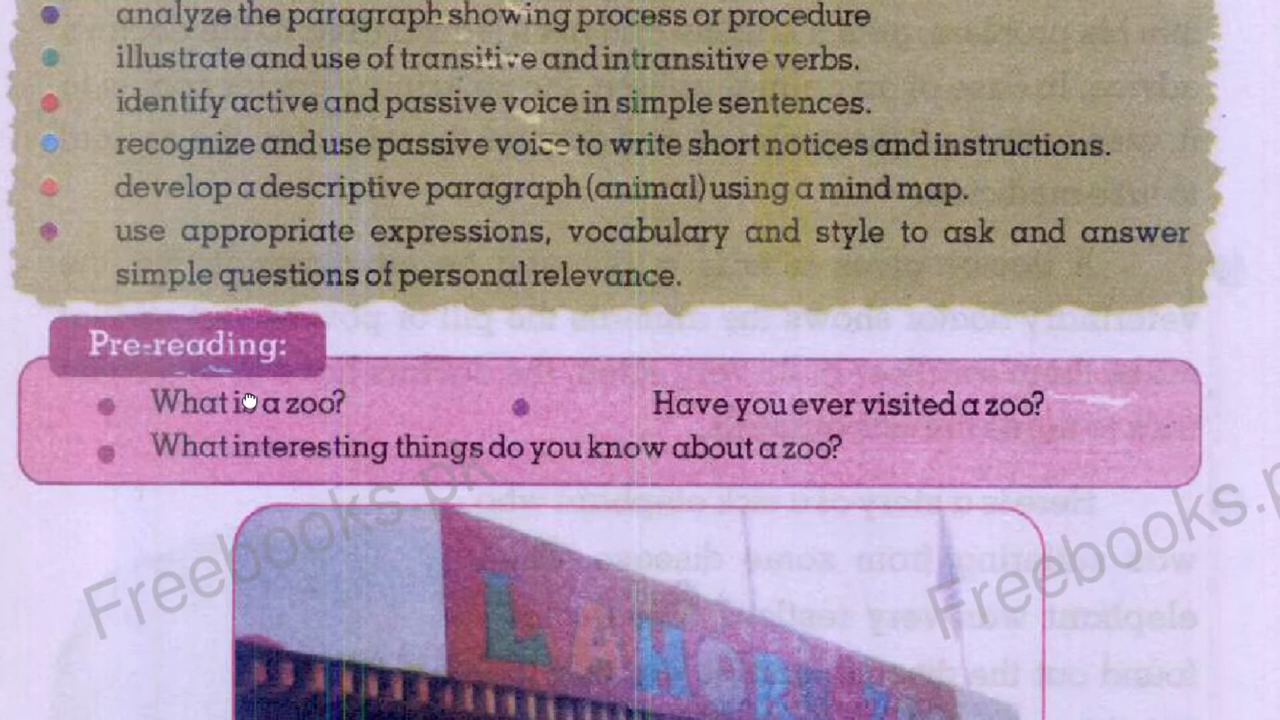 analyze the paragraph showing process or procedure
illustrate and use of transitive and intransitive verbs.
identify active and passive voice in simple sentences.
recognize and use passive voice to write short notices and instructions.
develop a descriptive paragraph (animal) using a mind map.
use appropriate expressions, vocabulary and style to ask and answer
simple questions of personal relevance.
Pre-reading:
What is a zoo? Have you ever visited a zoo?
What interesting things do you know about a zoo?
Freebooks.pk
Freebooks.p
LAHORE